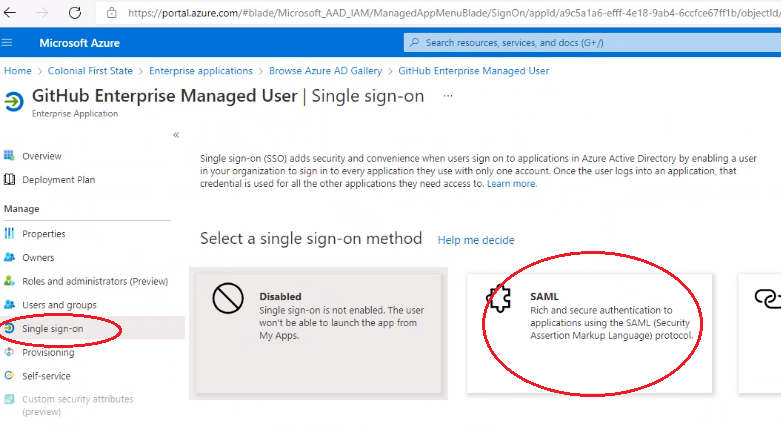 https://portal.azure.com/#blade/Microsoft_AAD_IAM/ManagedAppMenuBlade/SignOn/appId/a9c5a1a6-efff-4e18-9ab4-6ccfce67ff1b/objectId/
Microsoft Azure
Search resources, services, and docs (G+/)
Home > Colonial First State > Enterprise applications > Browse Azure AD Gallery > GitHub Enterprise Managed User
GitHub Enterprise Managed User | Single sign-on ...
Enterprise Application
«
Overview
Deployment Plan
Manage
Properties
Owners
Roles and administrators (Preview)
Users and groups
Single sign-on
Provisioning
Self-service
Custom security attributes
(preview)
Single sign-on (SSO) adds security and convenience when users sign on to applications in Azure Active Directory by enabling a user
in your organization to sign in to every application they use with only one account. Once the user logs into an application, that
credential is used for all the other applications they need access to. Learn more.
Select a single sign-on method Help me decide
Disabled
Single sign-on is not enabled. The user
won't be able to launch the app from
My Apps.
SAML
Rich and secure authentication to
applications using the SAML (Security
Assertion Markup Language) protocol.